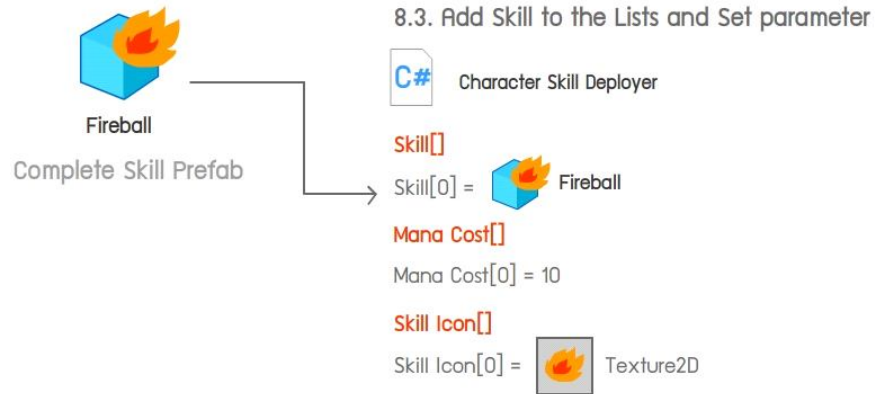 8.3. Add Skill to the Lists and Set parameter
C# Character Skill Deployer
Fireball
Complete Skill Prefab
Skill[]
Skill[0] = Fireball
Mana Cost[]
Mana Cost[0] = 10
Skill Icon[]
Skill Icon[0] = Texture2D